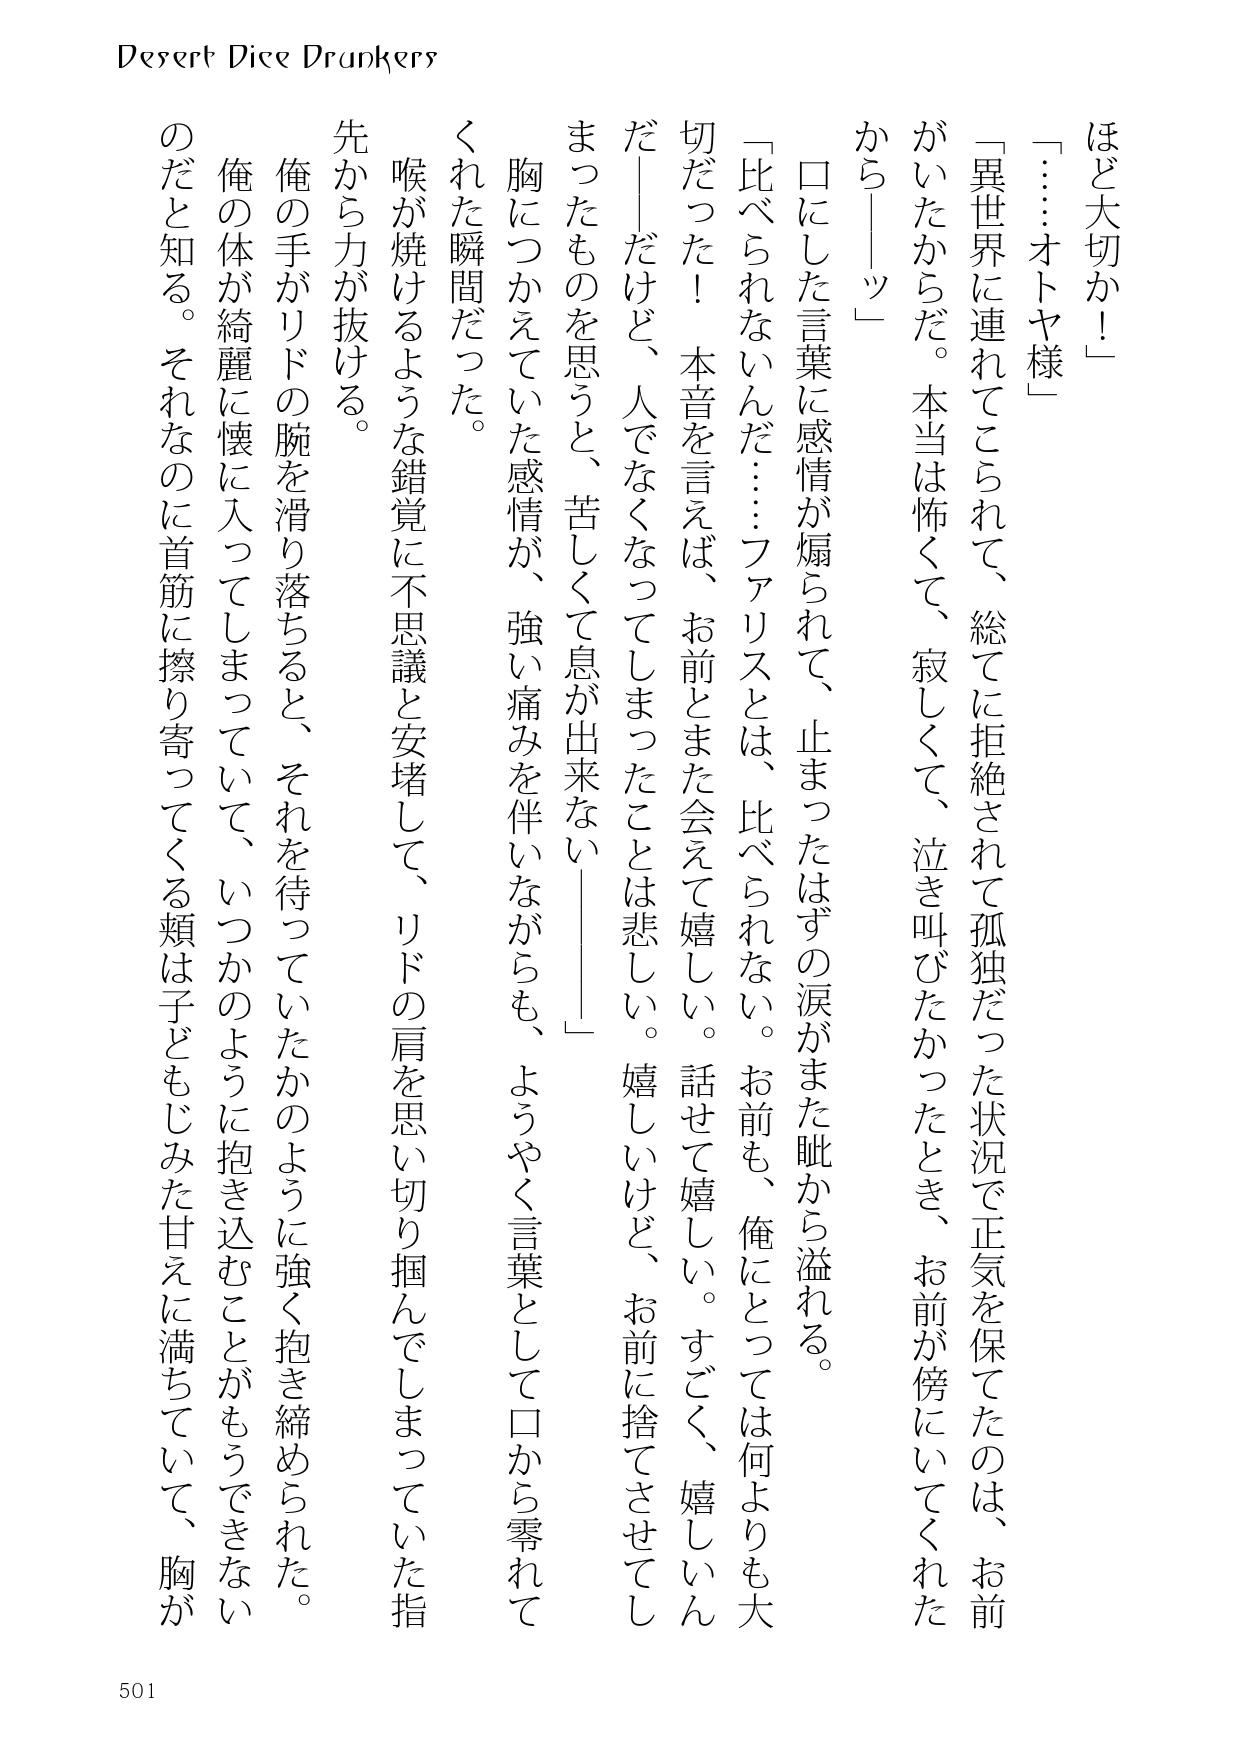 Desert Dice Drunkers
ほど大切か！」
「……オトヤ様」
「異世界に連れてこられて、総てに拒絶されて孤独だった状況で正気を保てたのは、お前
がいたからだ。本当は怖くて、寂しくて、泣き叫びたかったとき、お前が傍にいてくれた
から――ッ」
　口にした言葉に感情が煽られて、止まったはずの涙がまた眦から溢れる。
「比べられないんだ……ファリスとは、比べられない。お前も、俺にとっては何よりも大
切だった！　本音を言えば、お前とまた会えて嬉しい。話せて嬉しい。すごく、嬉しいん
だ――だけど、人でなくなってしまったことは悲しい。嬉しいけど、お前に捨てさせてし
まったものを思うと、苦しくて息が出来ない――――」
　胸につかえていた感情が、強い痛みを伴いながらも、ようやく言葉として口から零れて
くれた瞬間だった。
　喉が焼けるような錯覚に不思議と安堵して、リドの肩を思い切り掴んでしまっていた指
先から力が抜ける。
　俺の手がリドの腕を滑り落ちると、それを待っていたかのように強く抱き締められた。
　俺の体が綺麗に懐に入ってしまっていて、いつかのように抱き込むことがもうできない
のだと知る。それなのに首筋に擦り寄ってくる頬は子どもじみた甘えに満ちていて、胸が
501